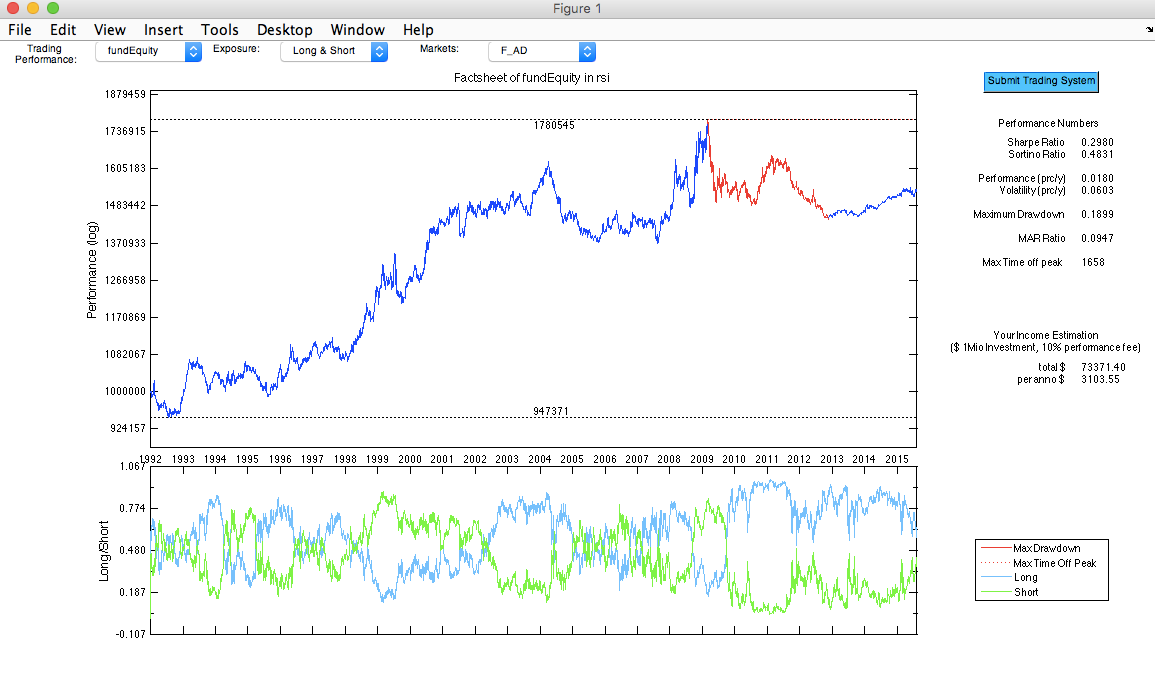 Figure 1
File Edit View Insert Tools Desktop Window Help
Trading Performance: fundEquity Exposure: Long & Short Markets: F_AD
Factsheet of fundEquity in rsi
Submit Trading System
Performance (log)
1879459
1736915
1605183
1483442
1370933
1266958
1170869
1082067
1000000
924157
1780545
947371
1992 1993 1994 1995 1996 1997 1998 1999 2000 2001 2002 2003 2004 2005 2006 2007 2008 2009 2010 2011 2012 2013 2014 2015
Long/Short
1.067
0.774
0.480
0.187
-0.107
Performance Numbers
Sharpe Ratio 0.2980
Sortino Ratio 0.4831
Performance (prc/y) 0.0180
Volatility (prc/y) 0.0603
Maximum Drawdown 0.1899
MAR Ratio 0.0947
Max Time off peak 1658
Your Income Estimation
($ 1Mio Investment, 10% performance fee)
total $ 73371.40
per anno $ 3103.55
Max Drawdown
Max Time Off Peak
Long
Short